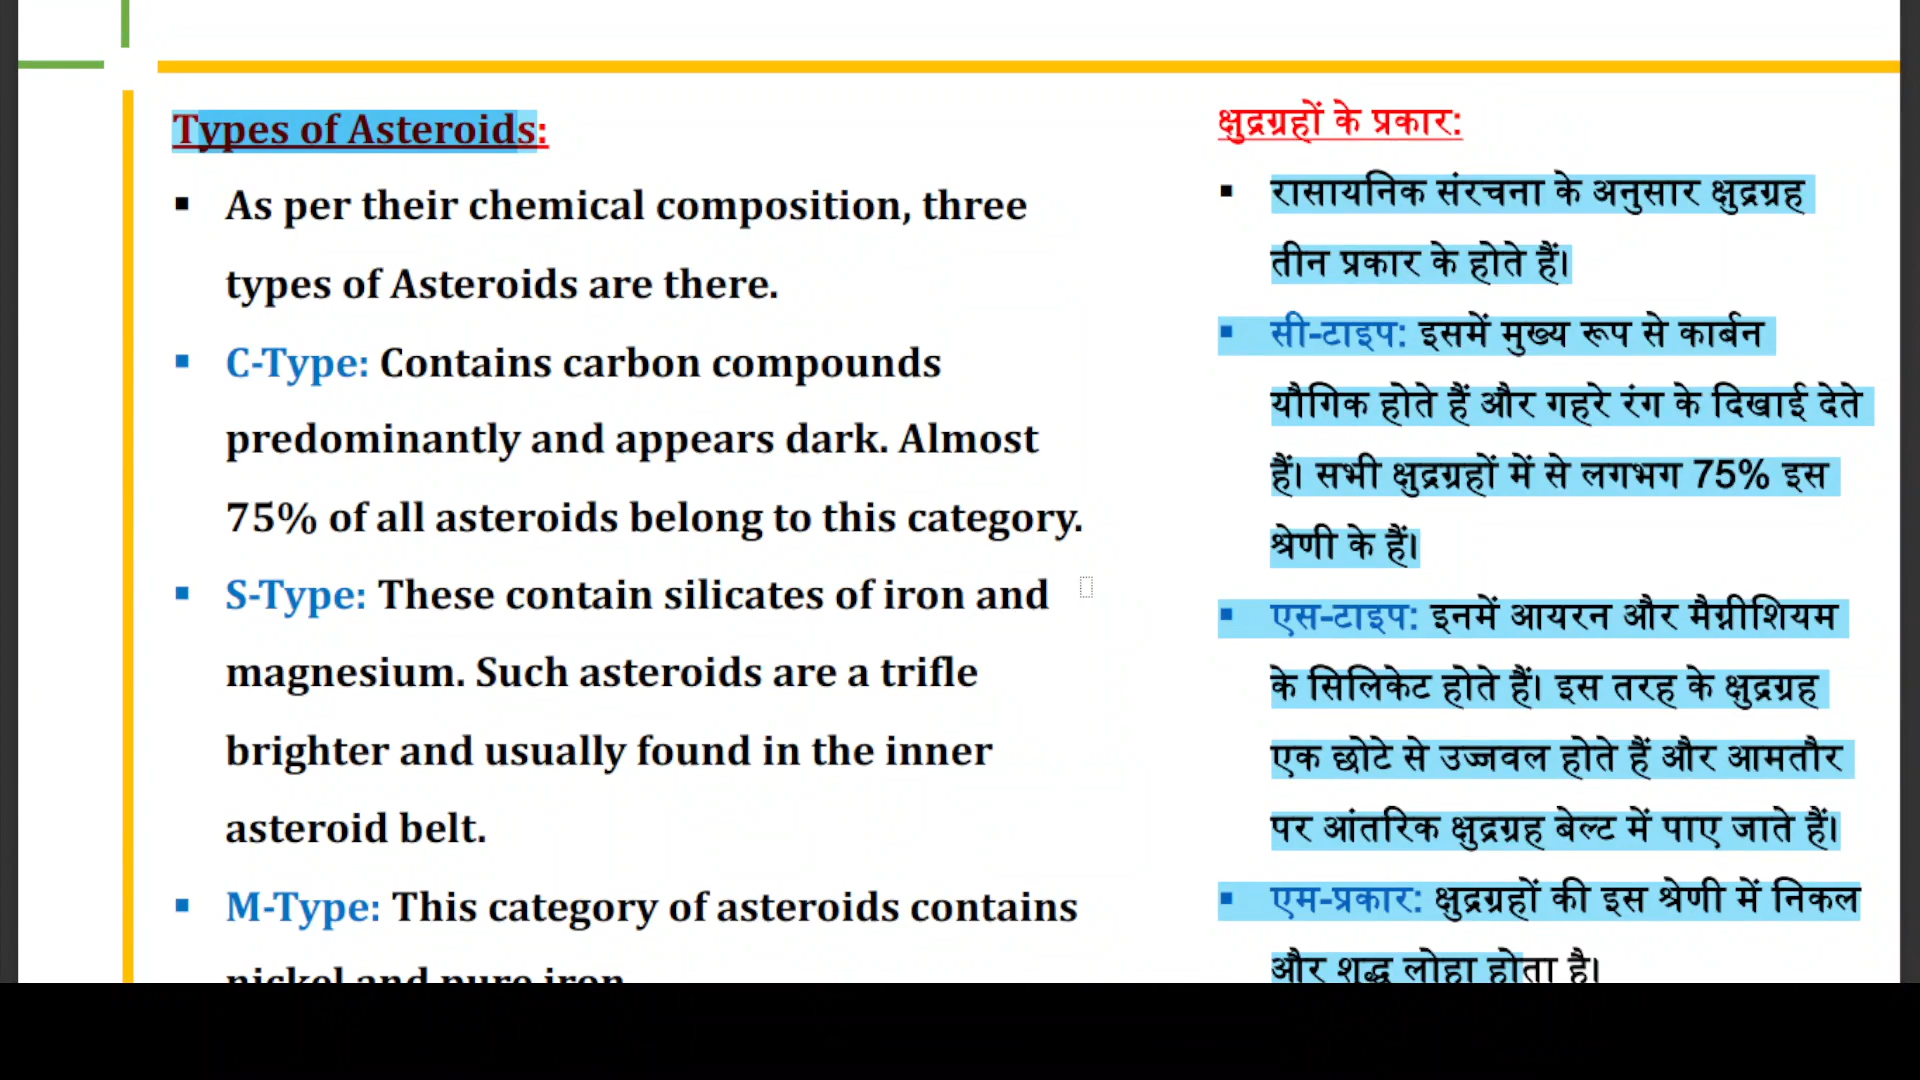 Types of Asteroids:
▪ As per their chemical composition, three
types of Asteroids are there.
▪ C-Type: Contains carbon compounds
predominantly and appears dark. Almost
75% of all asteroids belong to this category.
▪ S-Type: These contain silicates of iron and
magnesium. Such asteroids are a trifle
brighter and usually found in the inner
asteroid belt.
▪ M-Type: This category of asteroids contains
nickel and pure iron
क्षुद्रग्रहों के प्रकार:
▪ रासायनिक संरचना के अनुसार क्षुद्रग्रह
तीन प्रकार के होते हैं।
▪ सी-टाइप: इसमें मुख्य रूप से कार्बन
यौगिक होते हैं और गहरे रंग के दिखाई देते
हैं। सभी क्षुद्रग्रहों में से लगभग 75% इस
श्रेणी के हैं।
▪ एस-टाइप: इनमें आयरन और मैग्नीशियम
के सिलिकेट होते हैं। इस तरह के क्षुद्रग्रह
एक छोटे से उज्जवल होते हैं और आमतौर
पर आंतरिक क्षुद्रग्रह बेल्ट में पाए जाते हैं।
▪ एम-प्रकार: क्षुद्रग्रहों की इस श्रेणी में निकल
और शुद्ध लोहा होता है।